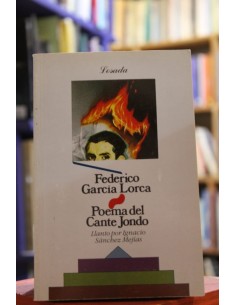 Losada
Federico
García Lorca
Poema del
Cante Jondo
Llanto por Ignacio
Sánchez Mejías